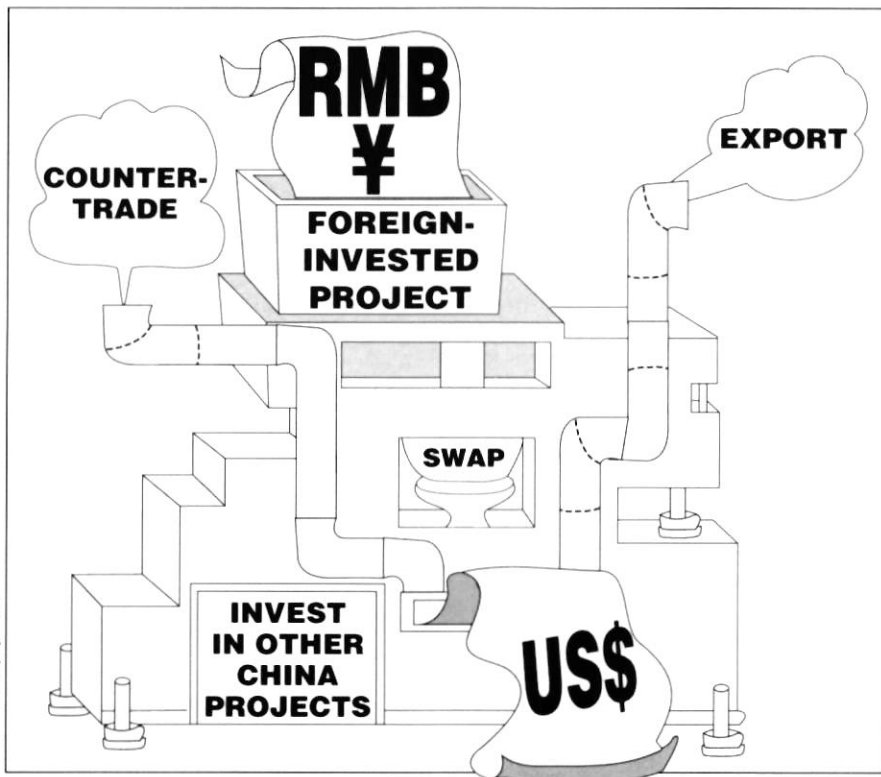 RMB
¥
COUNTER-
TRADE
EXPORT
FOREIGN-
INVESTED
PROJECT
SWAP
INVEST
IN OTHER
CHINA
PROJECTS
US$